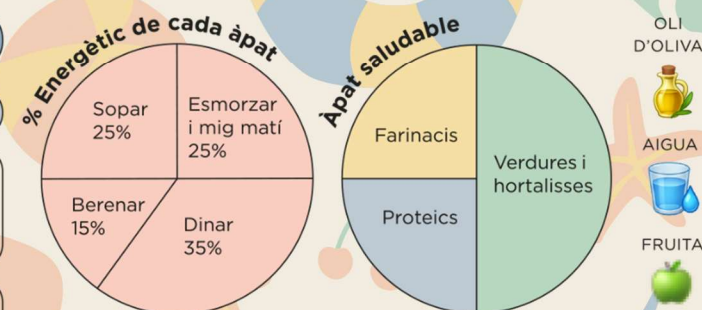 % Energètic de cada àpat
Sopar
25%
Esmorzar
i mig matí
25%
Berenar
15%
Dinar
35%
Àpat saludable
Farinacis
Proteics
Verdures i
hortalisses
OLI
D'OLIVA
AIGUA
FRUITA